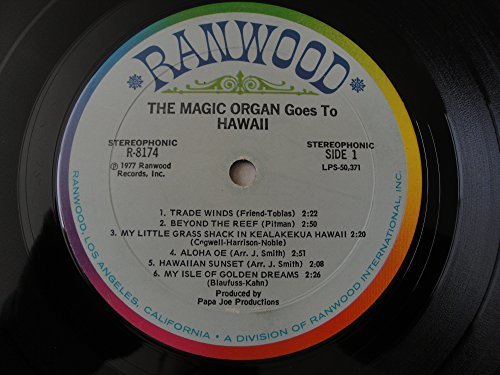 RANWOOD
THE MAGIC ORGAN Goes To
HAWAII
STEREOPHONIC
R-8174
℗ 1977 Ranwood
Records, Inc.
STEREOPHONIC
SIDE 1
LPS-50,371
1. TRADE WINDS (Friend-Tobias) 2:22
2. BEYOND THE REEF (Pitman) 2:50
3. MY LITTLE GRASS SHACK IN KEALAKEKUA HAWAII 2:20
(Cogwell-Harrison-Noble)
4. ALOHA OE (Arr. J. Smith) 2:51
5. HAWAIIAN SUNSET (Arr. J. Smith) 2:08
6. MY ISLE OF GOLDEN DREAMS 2:26
(Blaufuss-Kahn)
Produced by
Papa Joe Productions
RANWOOD, LOS ANGELES, CALIFORNIA • A DIVISION OF RANWOOD INTERNATIONAL, INC.